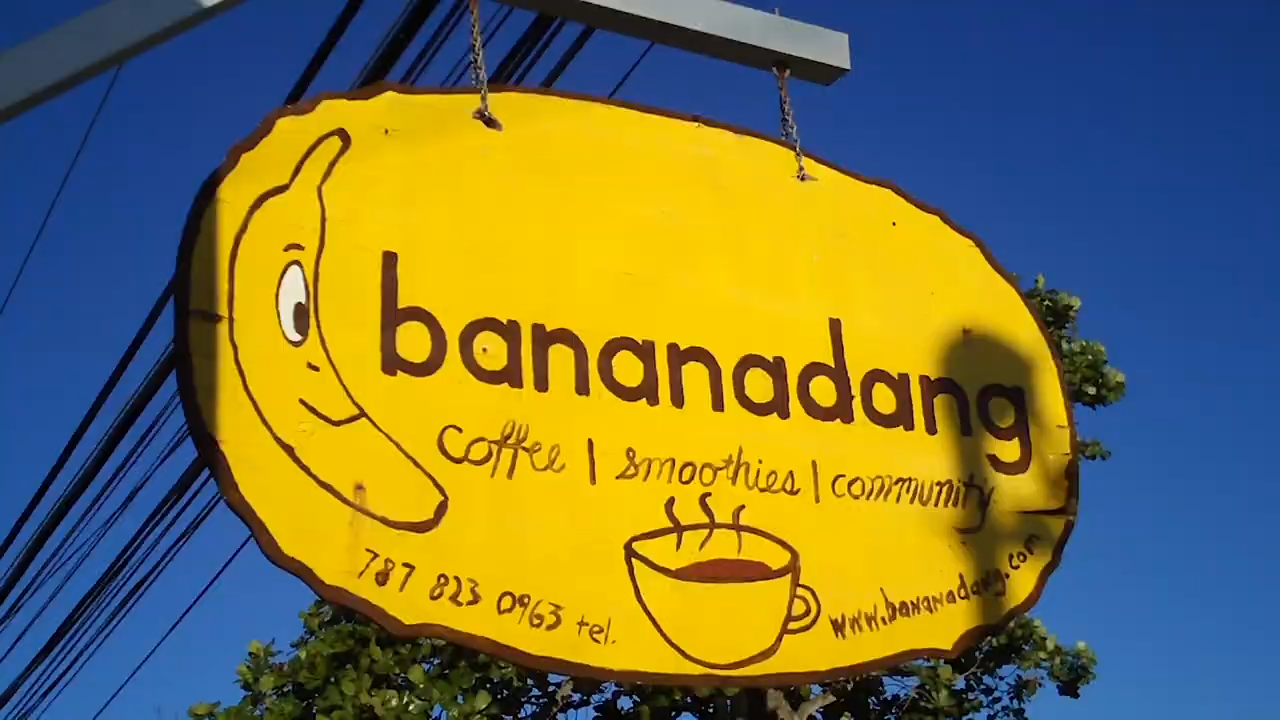 bananadang
coffee | smoothies | community
787 823 0963 tel.
www.bananadang.com